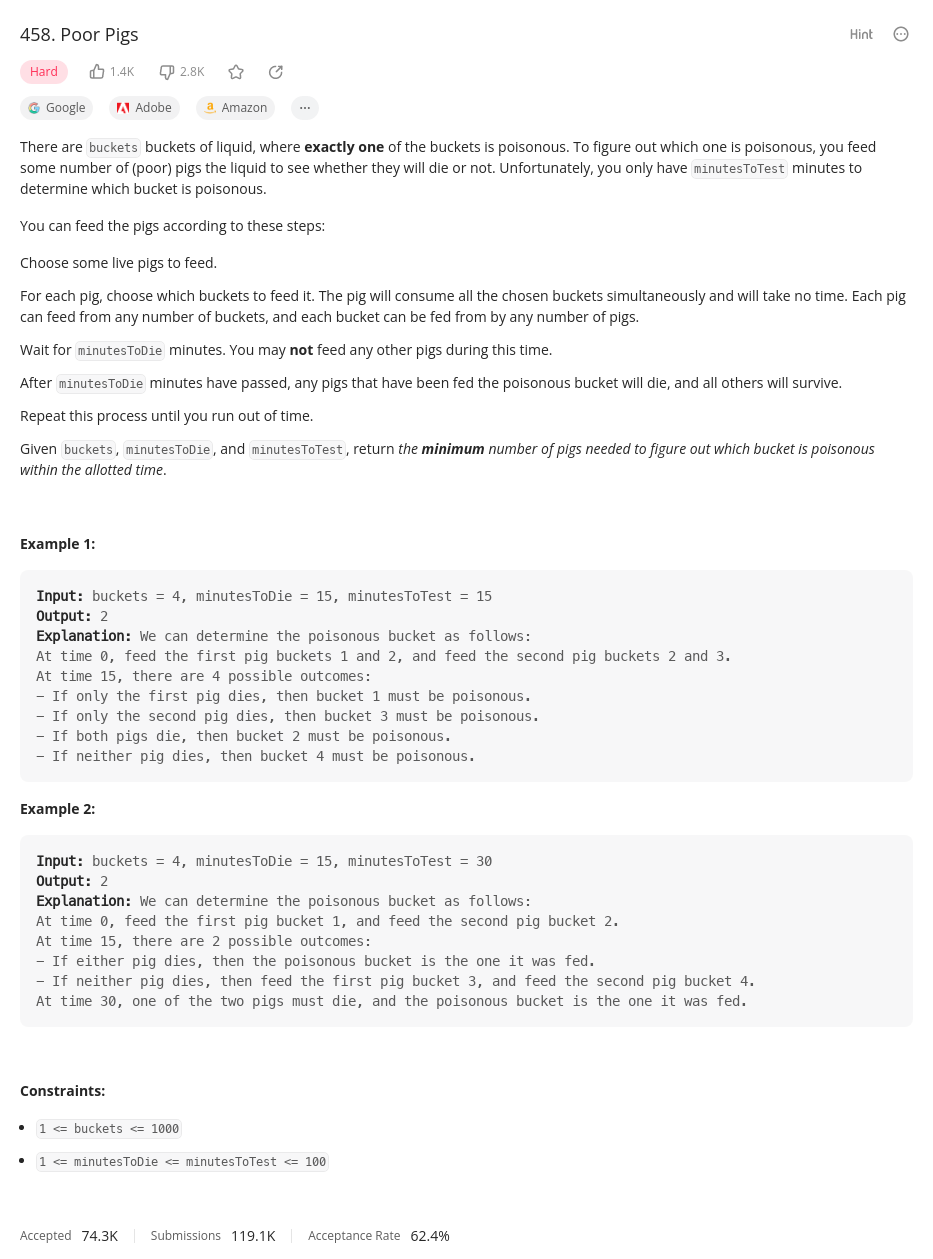 458. Poor Pigs
Hint
Hard 1.4K 2.8K
Google Adobe Amazon ...
There are buckets buckets of liquid, where exactly one of the buckets is poisonous. To figure out which one is poisonous, you feed
some number of (poor) pigs the liquid to see whether they will die or not. Unfortunately, you only have minutesToTest minutes to
determine which bucket is poisonous.
You can feed the pigs according to these steps:
Choose some live pigs to feed.
For each pig, choose which buckets to feed it. The pig will consume all the chosen buckets simultaneously and will take no time. Each pig
can feed from any number of buckets, and each bucket can be fed from by any number of pigs.
Wait for minutesToDie minutes. You may not feed any other pigs during this time.
After minutesToDie minutes have passed, any pigs that have been fed the poisonous bucket will die, and all others will survive.
Repeat this process until you run out of time.
Given buckets, minutesToDie, and minutesToTest, return the minimum number of pigs needed to figure out which bucket is poisonous
within the allotted time.
Example 1:
Input: buckets = 4, minutesToDie = 15, minutesToTest = 15
Output: 2
Explanation: We can determine the poisonous bucket as follows:
At time 0, feed the first pig buckets 1 and 2, and feed the second pig buckets 2 and 3.
At time 15, there are 4 possible outcomes:
– If only the first pig dies, then bucket 1 must be poisonous.
– If only the second pig dies, then bucket 3 must be poisonous.
– If both pigs die, then bucket 2 must be poisonous.
– If neither pig dies, then bucket 4 must be poisonous.
Example 2:
Input: buckets = 4, minutesToDie = 15, minutesToTest = 30
Output: 2
Explanation: We can determine the poisonous bucket as follows:
At time 0, feed the first pig bucket 1, and feed the second pig bucket 2.
At time 15, there are 2 possible outcomes:
– If either pig dies, then the poisonous bucket is the one it was fed.
– If neither pig dies, then feed the first pig bucket 3, and feed the second pig bucket 4.
At time 30, one of the two pigs must die, and the poisonous bucket is the one it was fed.
Constraints:
• 1 <= buckets <= 1000
• 1 <= minutesToDie <= minutesToTest <= 100
Accepted 74.3K Submissions 119.1K Acceptance Rate 62.4%